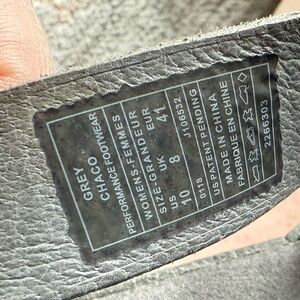 GREY
CHACO
PERFORMANCE FOOTWEAR
WOMENS-FEMMES
SIZE-GRANDEUR
US UK EUR
10 8 41
0118 J106532
US PATENT PENDING
MADE IN CHINA
FABRIQUE EN CHINE
2266303